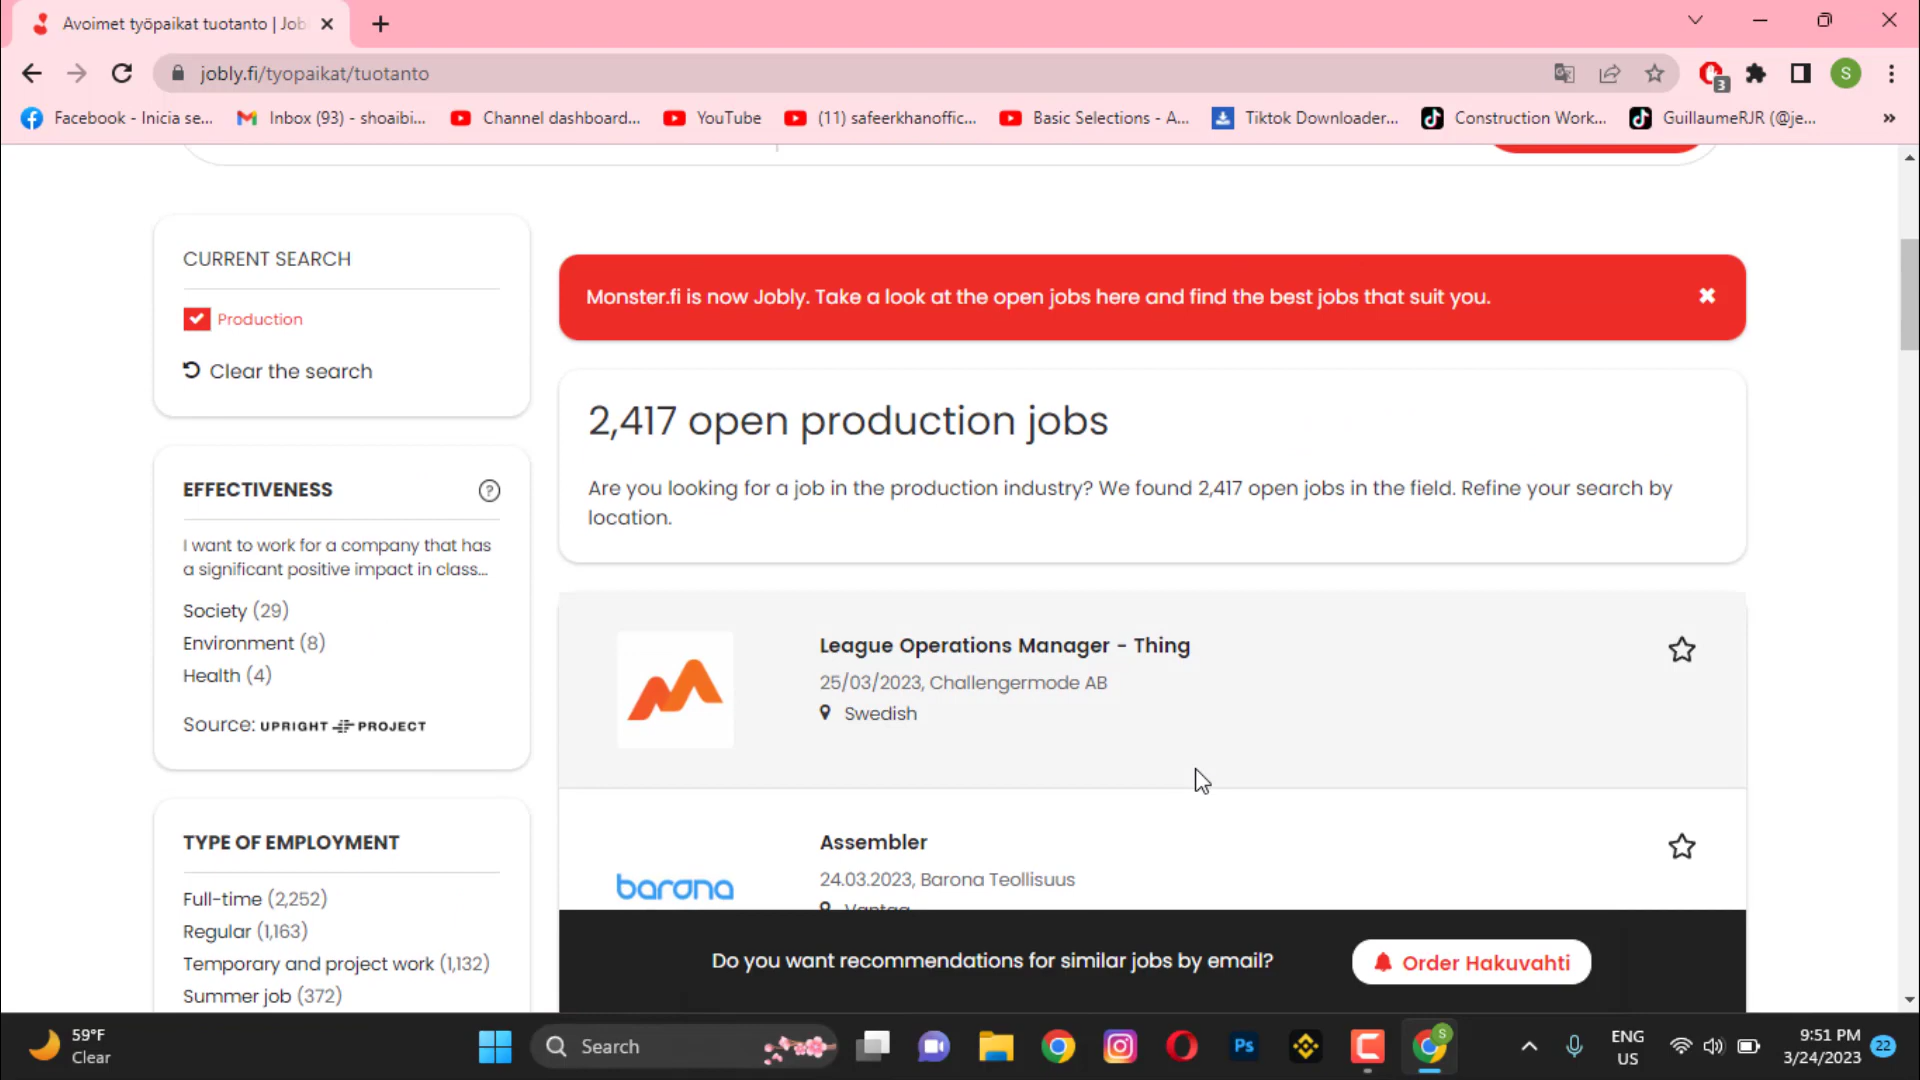 Avoimet työpaikat tuotanto | Job
jobly.fi/tyopaikat/tuotanto
3
S
Facebook - Inicia se...
Inbox (93) - shoaibi...
Channel dashboard...
YouTube
(11) safeerkhanoffic...
Basic Selections - A...
Tiktok Downloader...
Construction Work...
GuillaumeRJR (@je...
»
CURRENT SEARCH
Production
Clear the search
Monster.fi is now Jobly. Take a look at the open jobs here and find the best jobs that suit you.
2,417 open production jobs
Are you looking for a job in the production industry? We found 2,417 open jobs in the field. Refine your search by
location.
EFFECTIVENESS
?
I want to work for a company that has
a significant positive impact in class...
Society (29)
Environment (8)
Health (4)
Source: UPRIGHT PROJECT
League Operations Manager - Thing
25/03/2023, Challengermode AB
Swedish
TYPE OF EMPLOYMENT
Full-time (2,252)
Regular (1,163)
Temporary and project work (1,132)
Summer job (372)
barona
Assembler
24.03.2023, Barona Teollisuus
Vantaa
Do you want recommendations for similar jobs by email?
Order Hakuvahti
59°F
Clear
Search
Ps
S
ENG
US
9:51 PM
3/24/2023
22